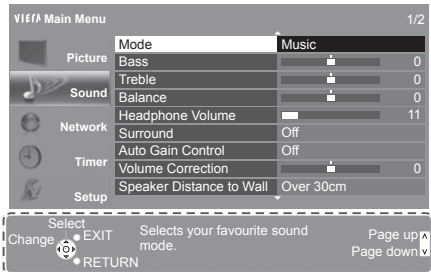 VIErA Main Menu 1/2
Picture
Sound
Network
Timer
Setup
Mode Music
Bass 0
Treble 0
Balance 0
Headphone Volume 11
Surround Off
Auto Gain Control Off
Volume Correction 0
Speaker Distance to Wall Over 30cm
Select
Change
EXIT
RETURN
Selects your favourite sound
mode.
Page up
Page down